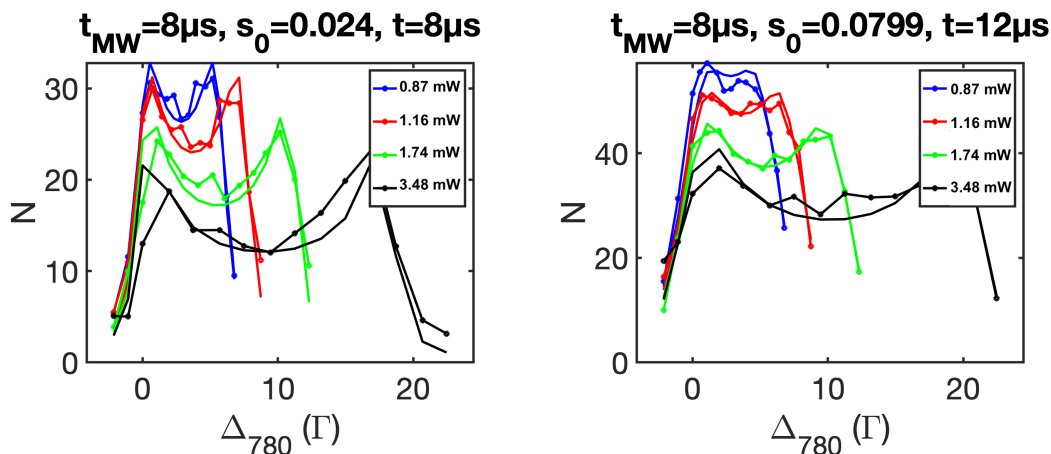 t_MW=8µs, s_0=0.024, t=8µs
N
30
20
10
0
0 10 20
Δ_780 (Γ)
0.87 mW
1.16 mW
1.74 mW
3.48 mW
t_MW=8µs, s_0=0.0799, t=12µs
N
40
20
0
0 10 20
Δ_780 (Γ)
0.87 mW
1.16 mW
1.74 mW
3.48 mW